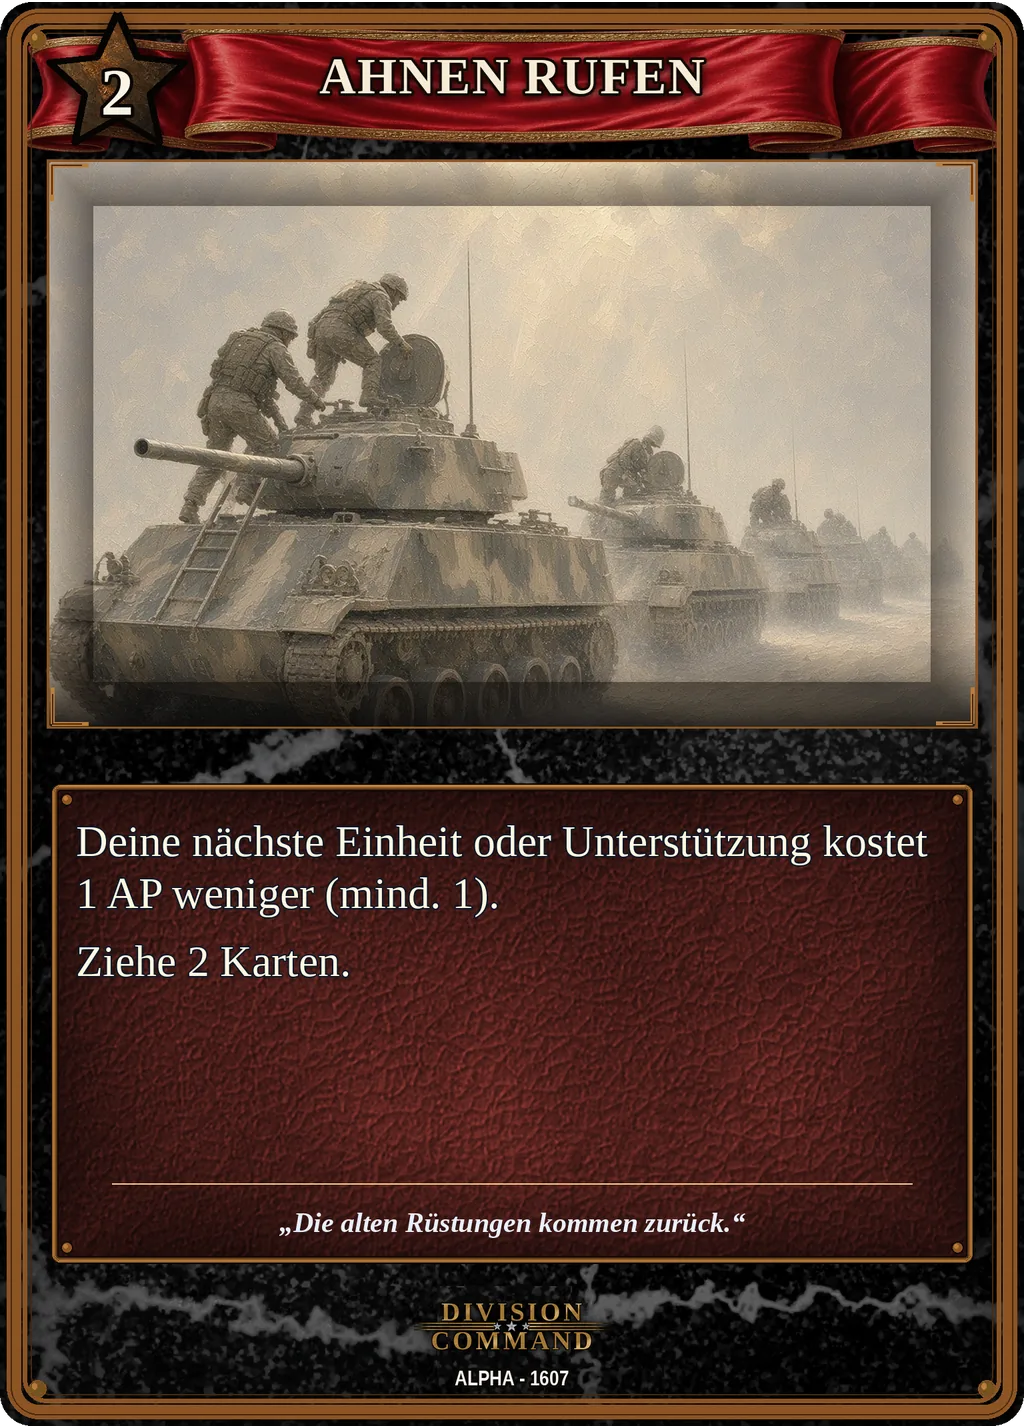 2
AHNEN RUFEN
Deine nächste Einheit oder Unterstützung kostet
1 AP weniger (mind. 1).
Ziehe 2 Karten.
„Die alten Rüstungen kommen zurück.“
DIVISION
COMMAND
ALPHA - 1607